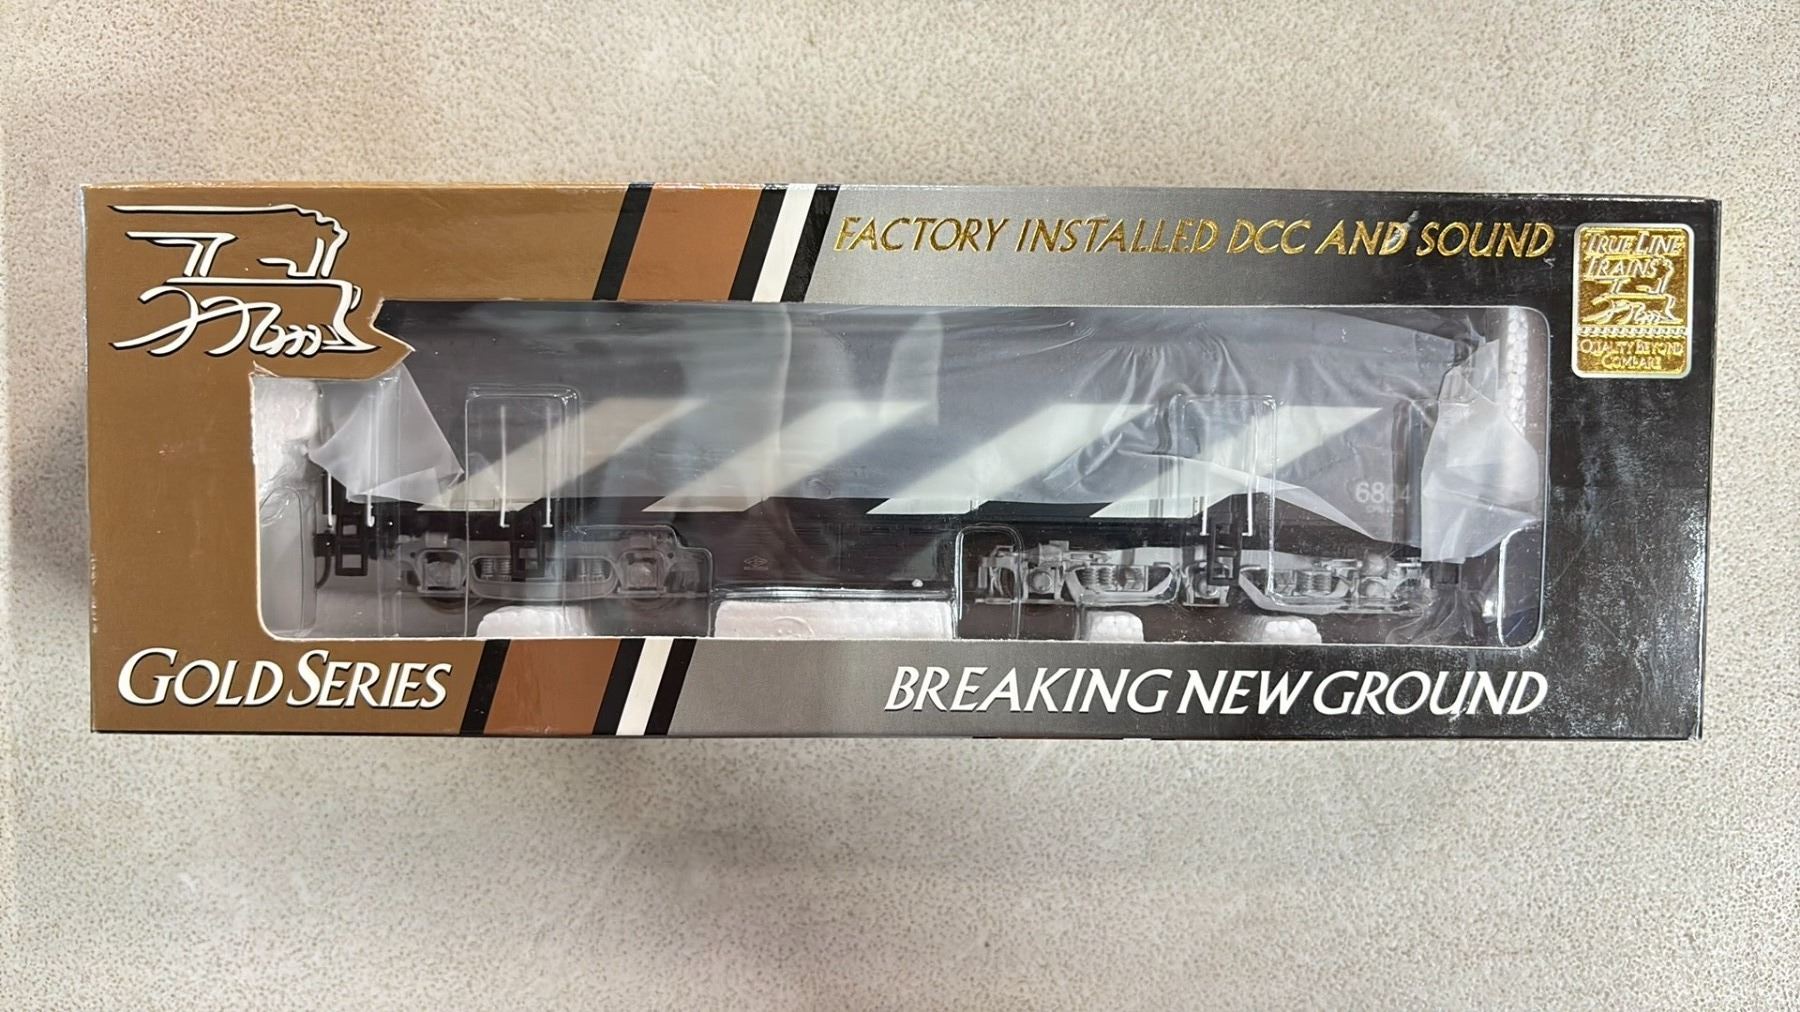 FACTORY INSTALLED DCC AND SOUND
TRUE LINE
TRAINS
QUALITY BEYOND
COMPARE
6804
GOLD SERIES
BREAKING NEW GROUND